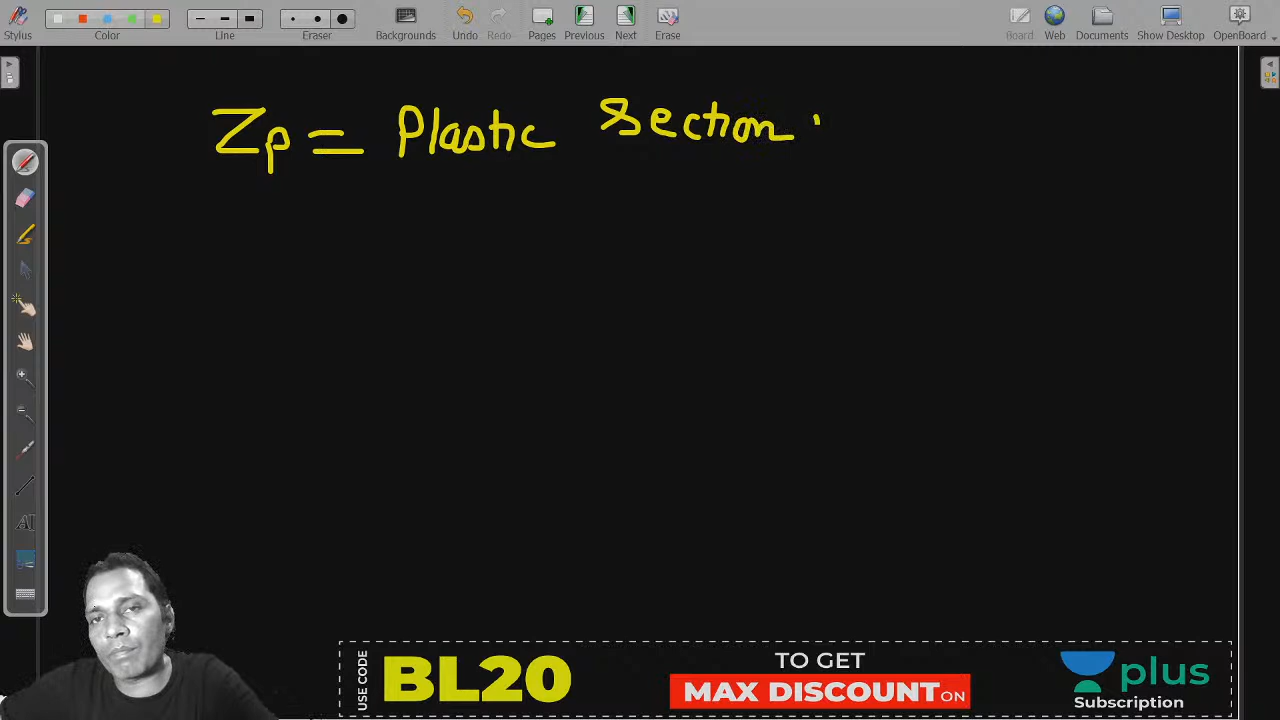 Stylus Color Line Eraser Backgrounds Undo Redo Pages Previous Next Erase Board Web Documents Show Desktop OpenBoard
Zp = Plastic Section
AI
USE CODE
BL20
TO GET
MAX DISCOUNT ON
plus
Subscription